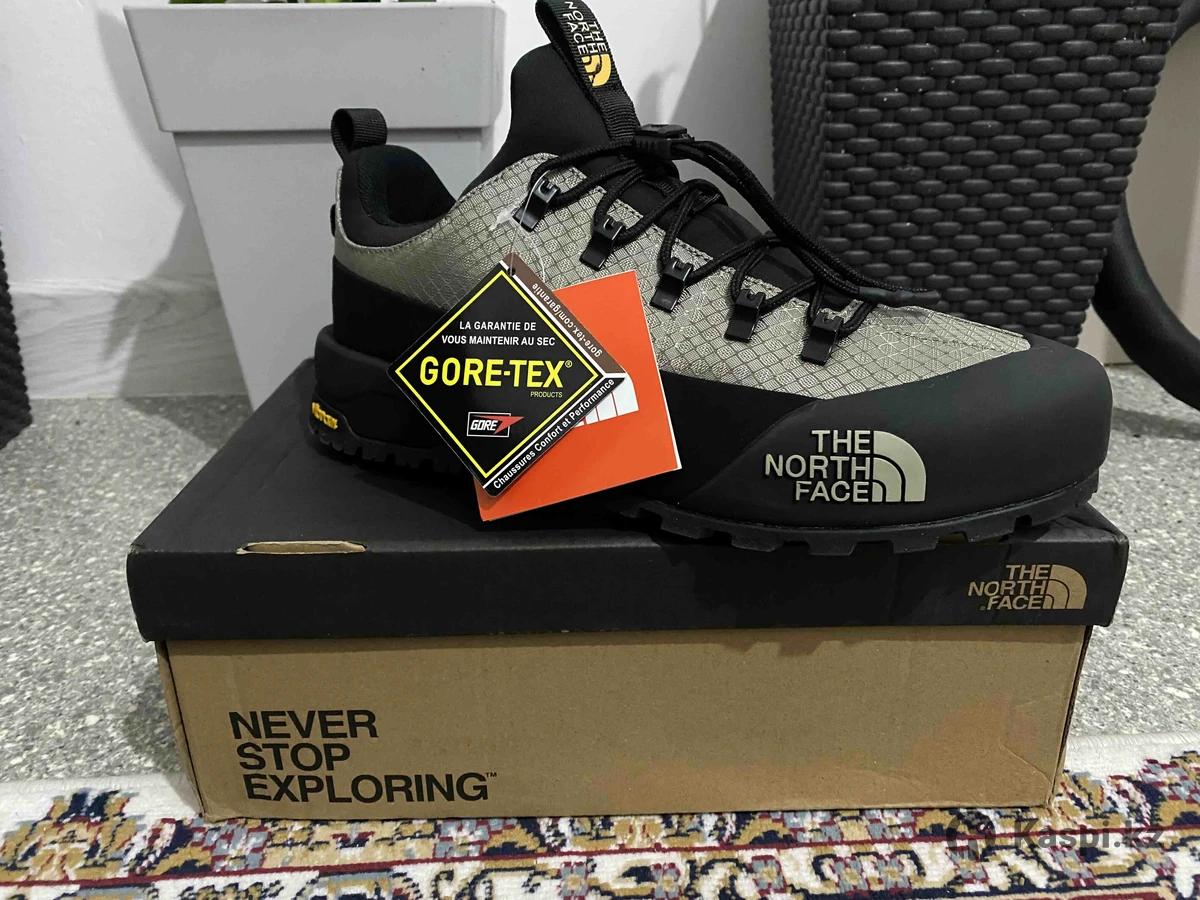 THE
NORTH
FACE
LA GARANTIE DE
VOUS MAINTENIR AU SEC
GORE-TEX®
PRODUCTS
GORE
gore-tex.com/garantie
Chaussures Confort et Performance
vibram
THE
NORTH
FACE
THE
NORTH
FACE
NEVER
STOP
EXPLORING™
Kaspi.kz